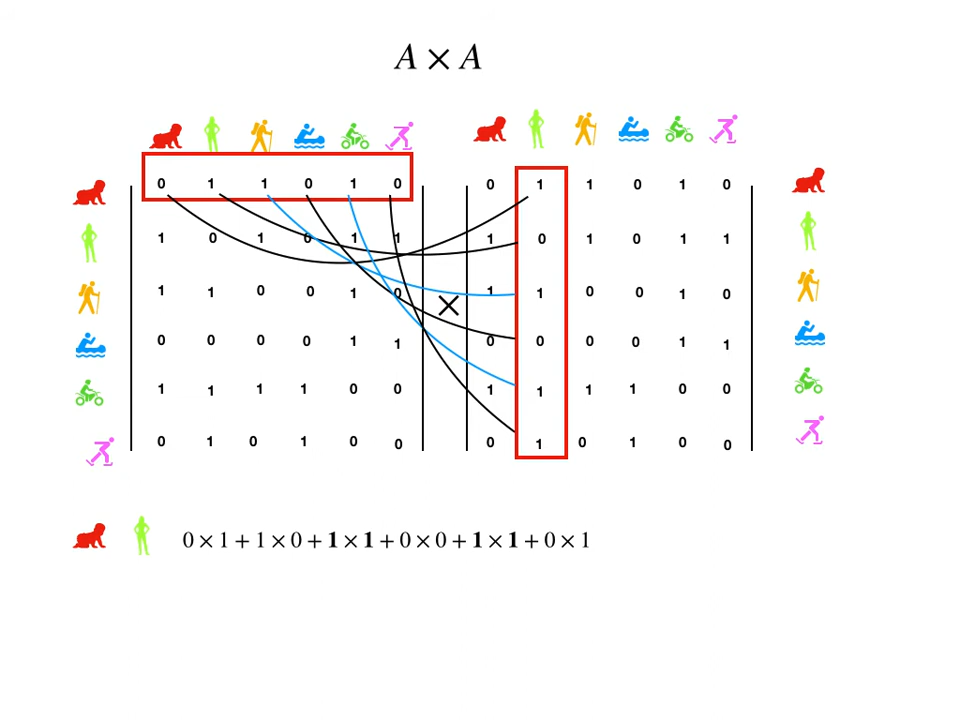 A × A
0 1 1 0 1 0 0 1 1 0 1 0
1 0 1 0 1 1 1 0 1 0 1 1
1 1 0 0 1 0 × 1 1 0 0 1 0
0 0 0 0 1 1 0 0 0 0 1 1
1 1 1 1 0 0 1 1 1 1 0 0
0 1 0 1 0 0 0 1 0 1 0 0
0 × 1 + 1 × 0 + 1 × 1 + 0 × 0 + 1 × 1 + 0 × 1